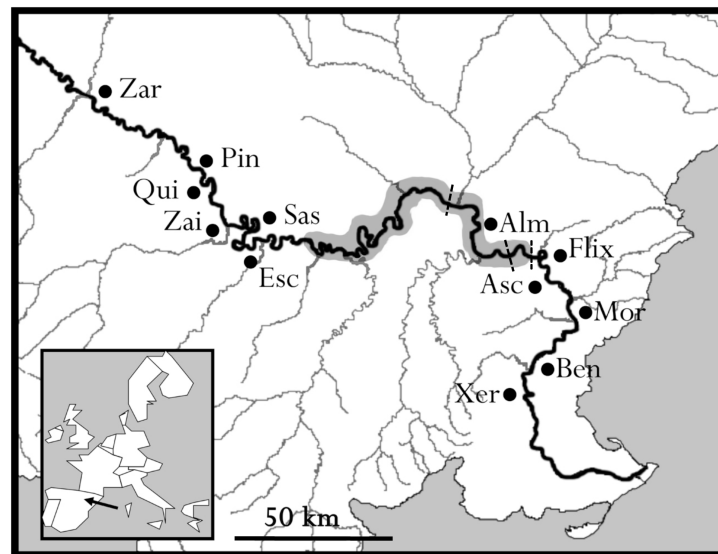 Zar
Pin
Qui
Zai
Sas
Esc
Alm
Flix
Asc
Mor
Ben
Xer
50 km